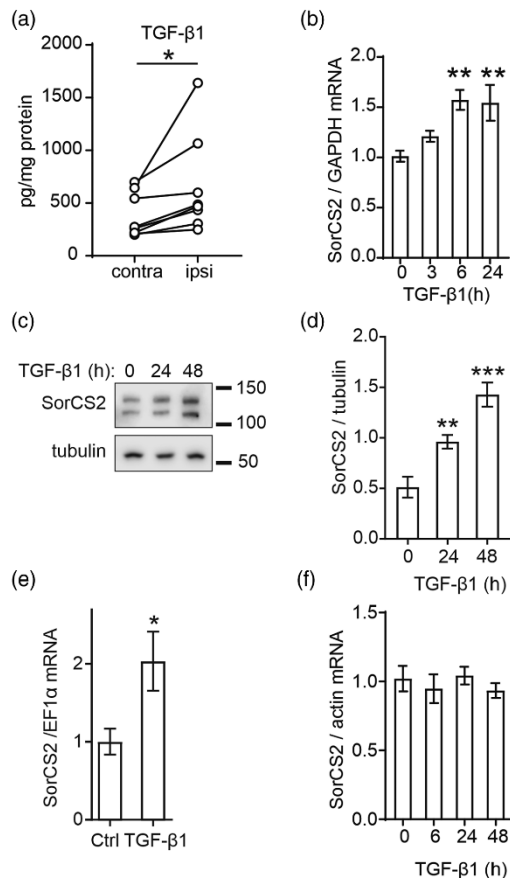 (a)
TGF-β1
*
2000
1500
1000
500
0
pg/mg protein
contra ipsi
(b)
** **
2.0
1.5
1.0
0.5
0.0
SorCS2 / GAPDH mRNA
0 3 6 24
TGF-β1(h)
(c)
TGF-β1 (h): 0 24 48
SorCS2
150
100
tubulin
50
(d)
2.0
1.5
1.0
0.5
0.0
SorCS2 / tubulin
**
***
0 24 48
TGF-β1 (h)
(e)
*
2
1
0
SorCS2 /EF1α mRNA
Ctrl TGF-β1
(f)
1.5
1.0
0.5
0.0
SorCS2 / actin mRNA
0 6 24 48
TGF-β1 (h)